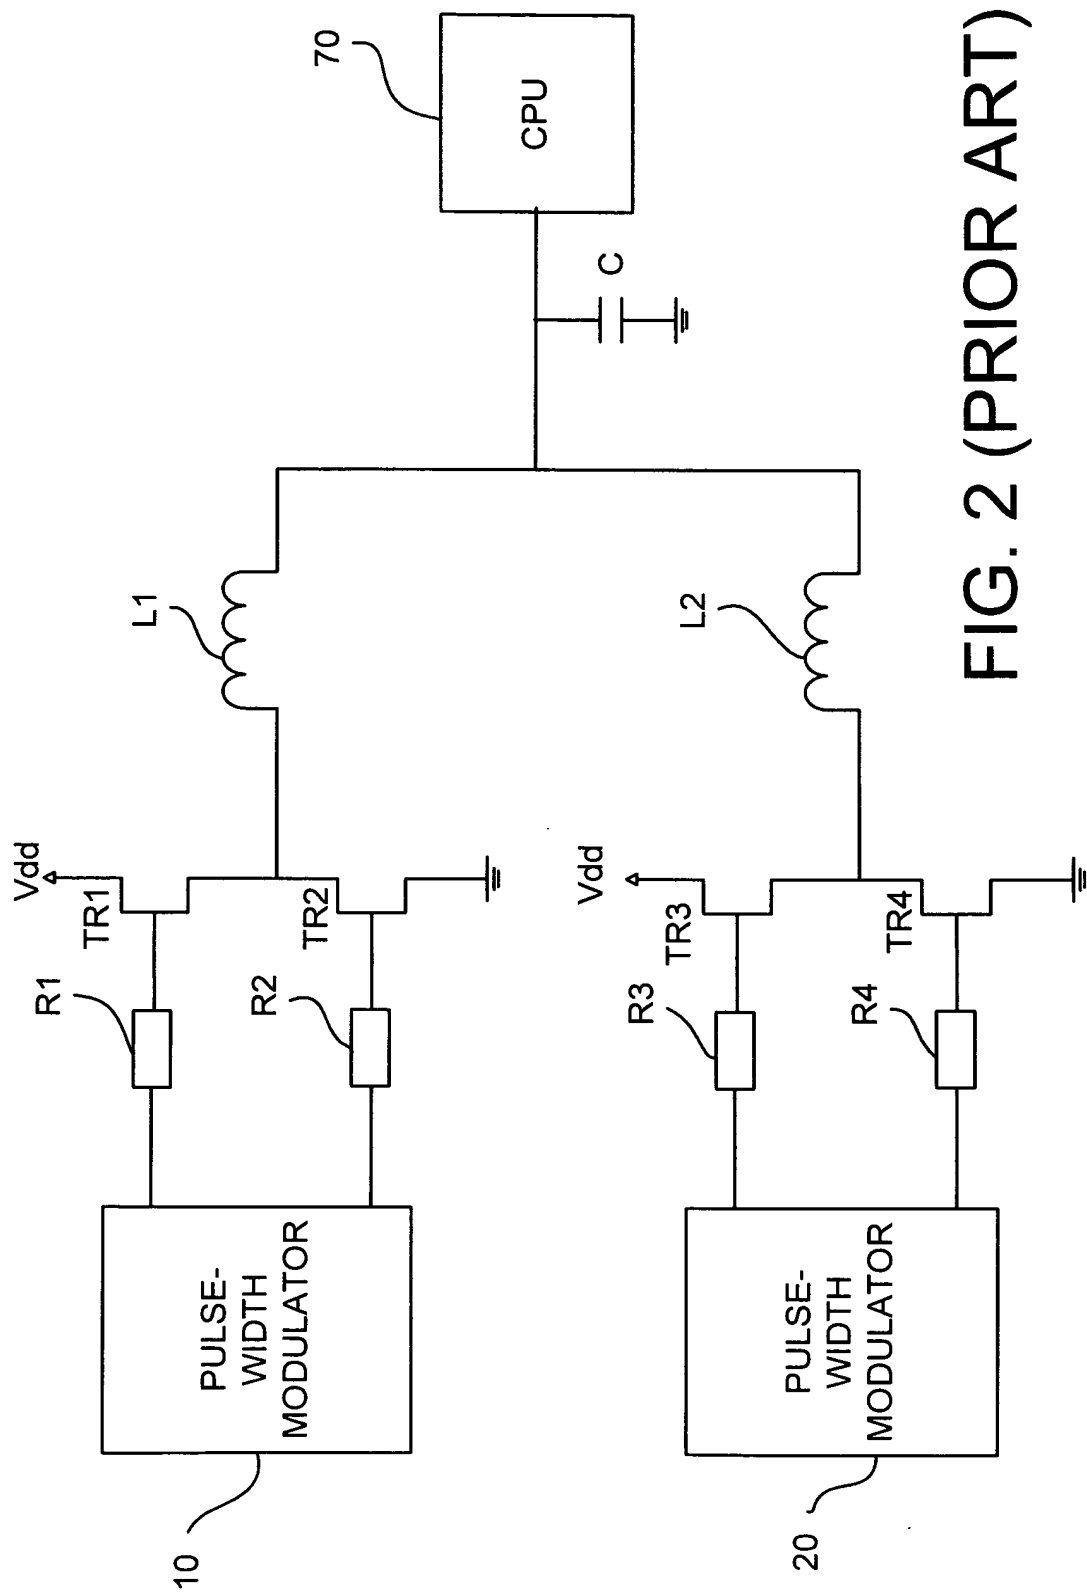 10
PULSE-
WIDTH
MODULATOR
R1
R2
TR1
TR2
Vdd
L1
20
PULSE-
WIDTH
MODULATOR
R3
R4
TR3
TR4
Vdd
L2
C
CPU
70
FIG. 2 (PRIOR ART)